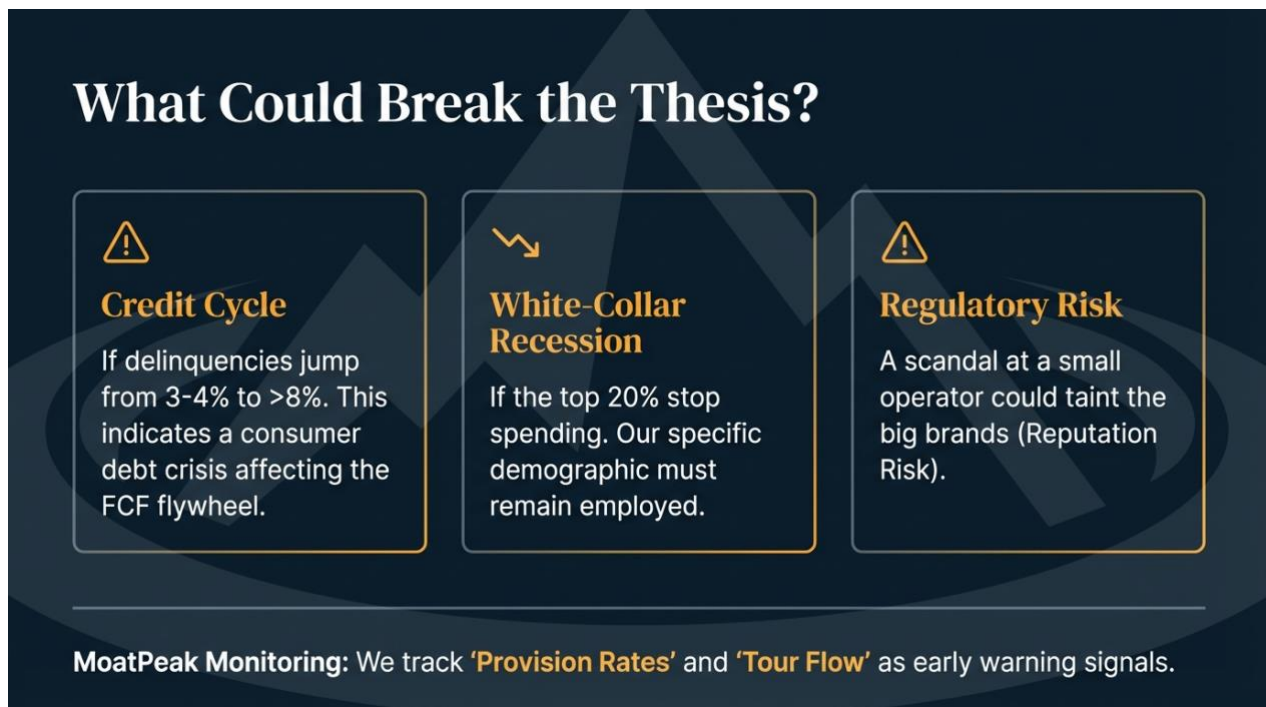 What Could Break the Thesis?
Credit Cycle
If delinquencies jump
from 3-4% to >8%. This
indicates a consumer
debt crisis affecting the
FCF flywheel.
White-Collar
Recession
If the top 20% stop
spending. Our specific
demographic must
remain employed.
Regulatory Risk
A scandal at a small
operator could taint the
big brands (Reputation
Risk).
MoatPeak Monitoring: We track ‘Provision Rates’ and ‘Tour Flow’ as early warning signals.